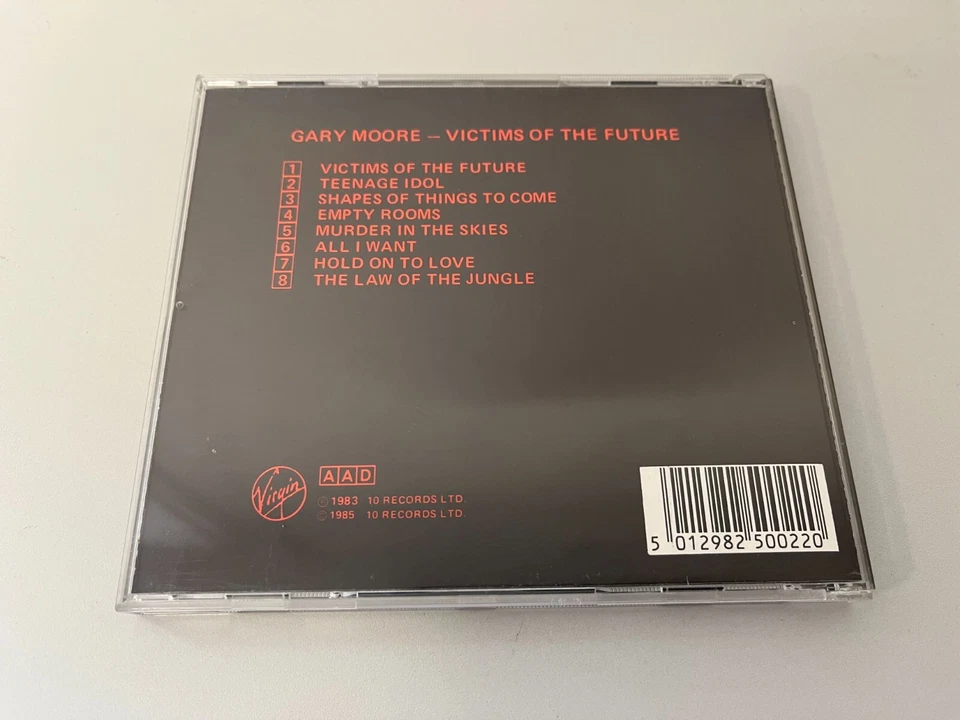 GARY MOORE — VICTIMS OF THE FUTURE
1 VICTIMS OF THE FUTURE
2 TEENAGE IDOL
3 SHAPES OF THINGS TO COME
4 EMPTY ROOMS
5 MURDER IN THE SKIES
6 ALL I WANT
7 HOLD ON TO LOVE
8 THE LAW OF THE JUNGLE
Virgin
AAD
1983 10 RECORDS LTD.
© 1985 10 RECORDS LTD.
5 012982 500220